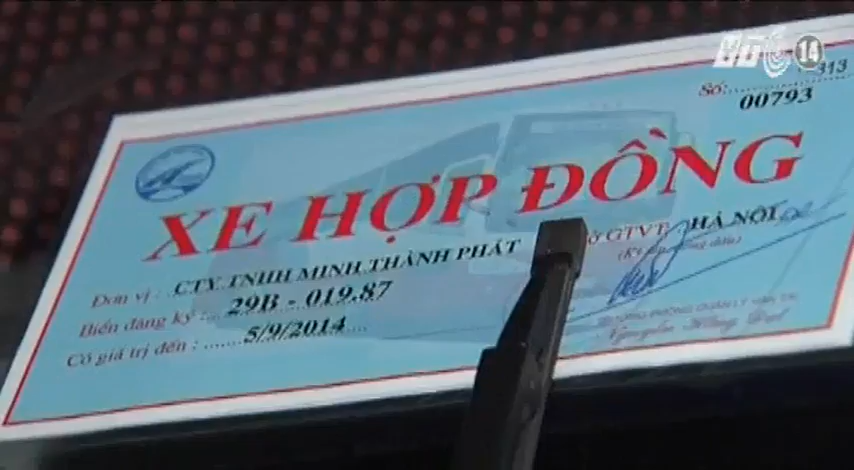 VTC 14
Số:..........313
00793
XE HỢP ĐỒNG
Đơn vị : CTY.TNHH MINH THÀNH PHÁT
Biển đăng ký :... 29B - 019.87
Có giá trị đến : ......5/9/2014....
GTVT HÀ NỘI